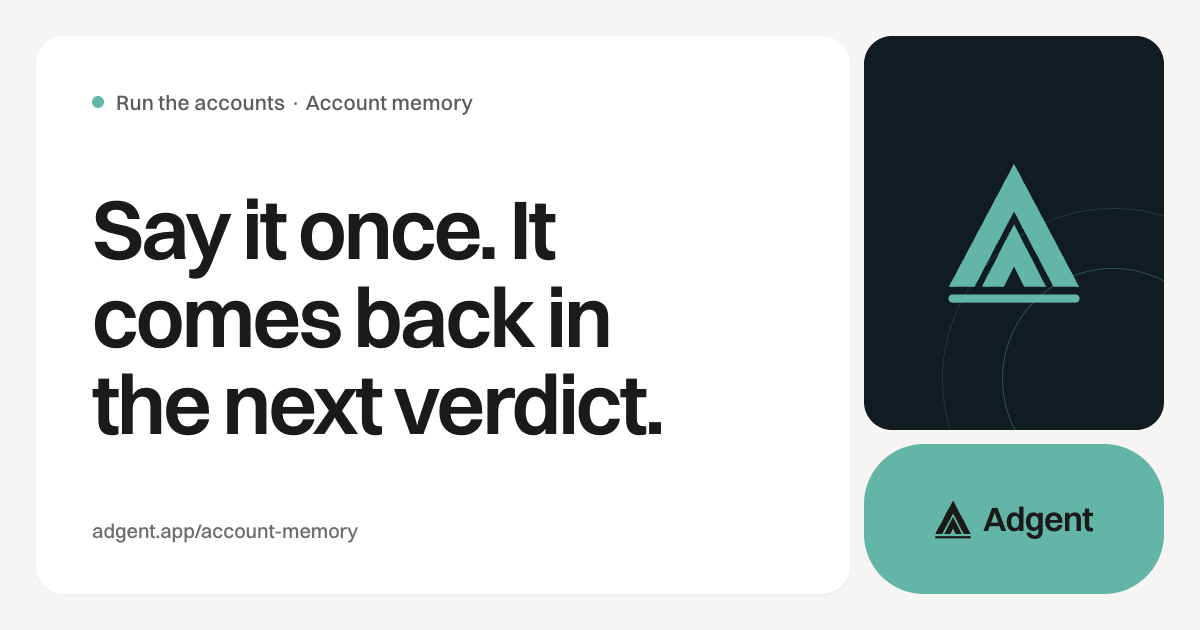 Run the accounts · Account memory
Say it once. It
comes back in
the next verdict.
adgent.app/account-memory
Adgent